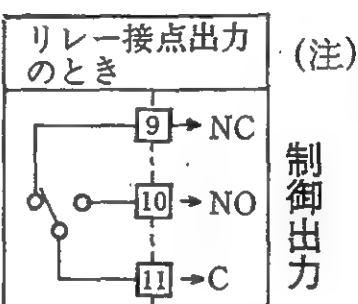 リレー接点出力
のとき
(注)
9 → NC
10 → NO
11 → C
制御出力